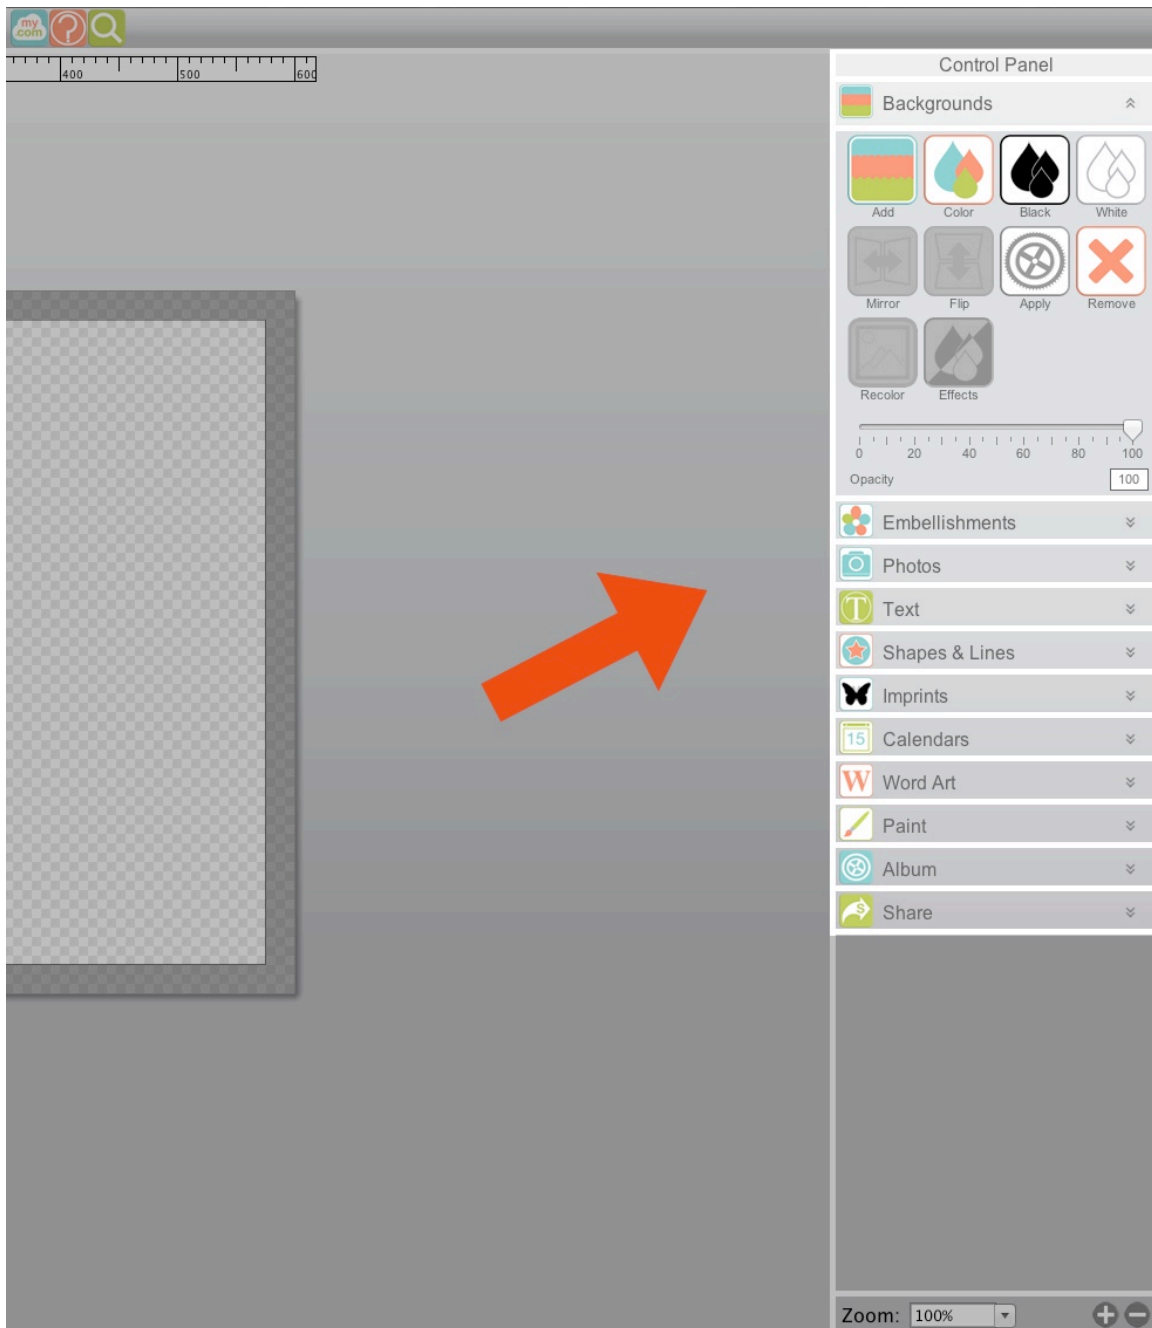 my
.com
400 500 600
Control Panel
Backgrounds
Add Color Black White
Mirror Flip Apply Remove
Recolor Effects
0 20 40 60 80 100
Opacity 100
Embellishments
Photos
T Text
Shapes & Lines
Imprints
15 Calendars
W Word Art
Paint
Album
S Share
Zoom: 100%